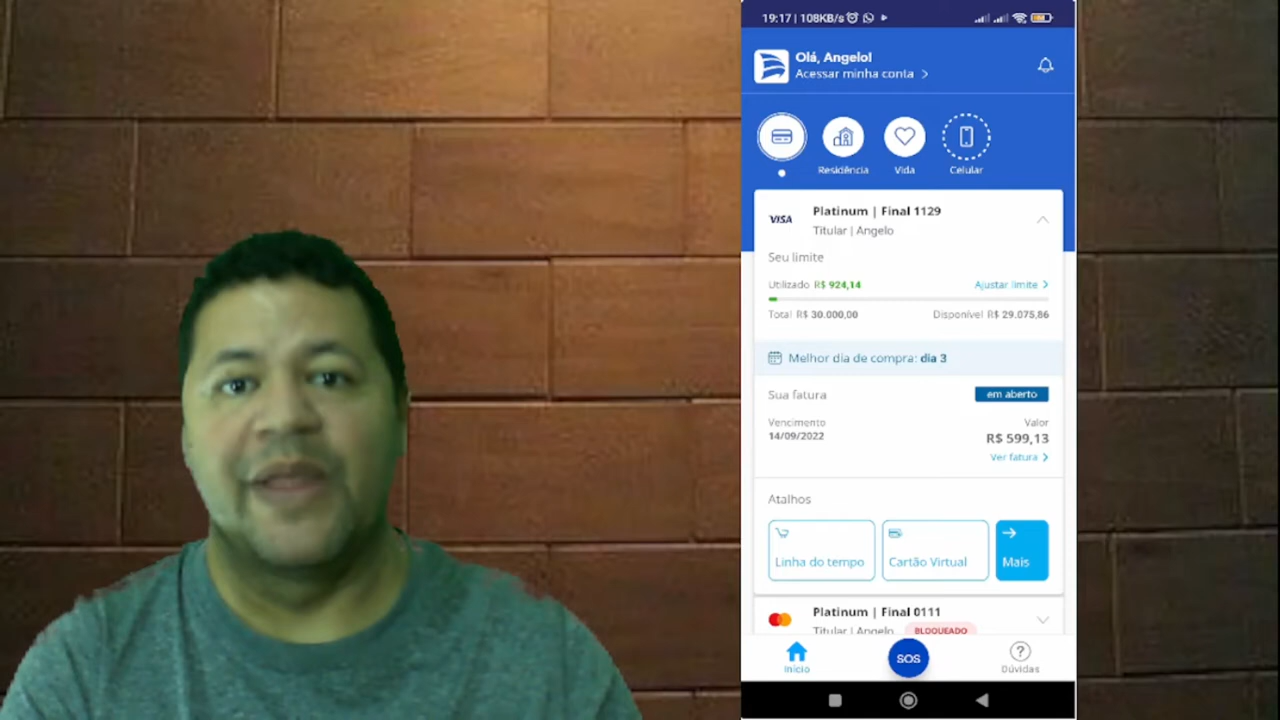 19:17 | 108KB/s
Olá, Angelo!
Acessar minha conta >
Residência
Vida
Celular
VISA
Platinum | Final 1129
Titular | Angelo
Seu limite
Utilizado R$ 924,14
Ajustar limite >
Total R$ 30.000,00
Disponível R$ 29.075,86
Melhor dia de compra: dia 3
Sua fatura
em aberto
Vencimento
Valor
14/09/2022
R$ 599,13
Ver fatura >
Atalhos
Linha do tempo
Cartão Virtual
Mais
Platinum | Final 0111
Titular | Angelo
BLOQUEADO
Início
SOS
Dúvidas